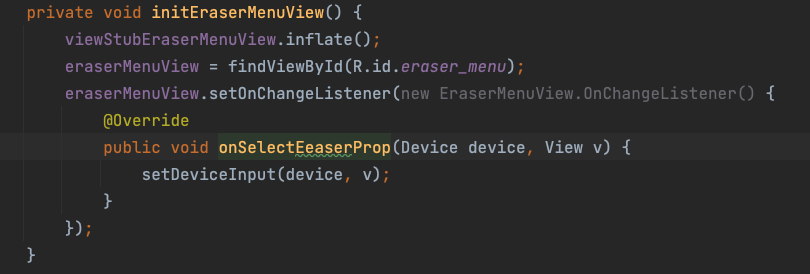 private void initEraserMenuView() {
viewStubEraserMenuView.inflate();
eraserMenuView = findViewById(R.id.eraser_menu);
eraserMenuView.setOnChangeListener(new EraserMenuView.OnChangeListener() {
@Override
public void onSelectEeaserProp(Device device, View v) {
setDeviceInput(device, v);
}
});
}